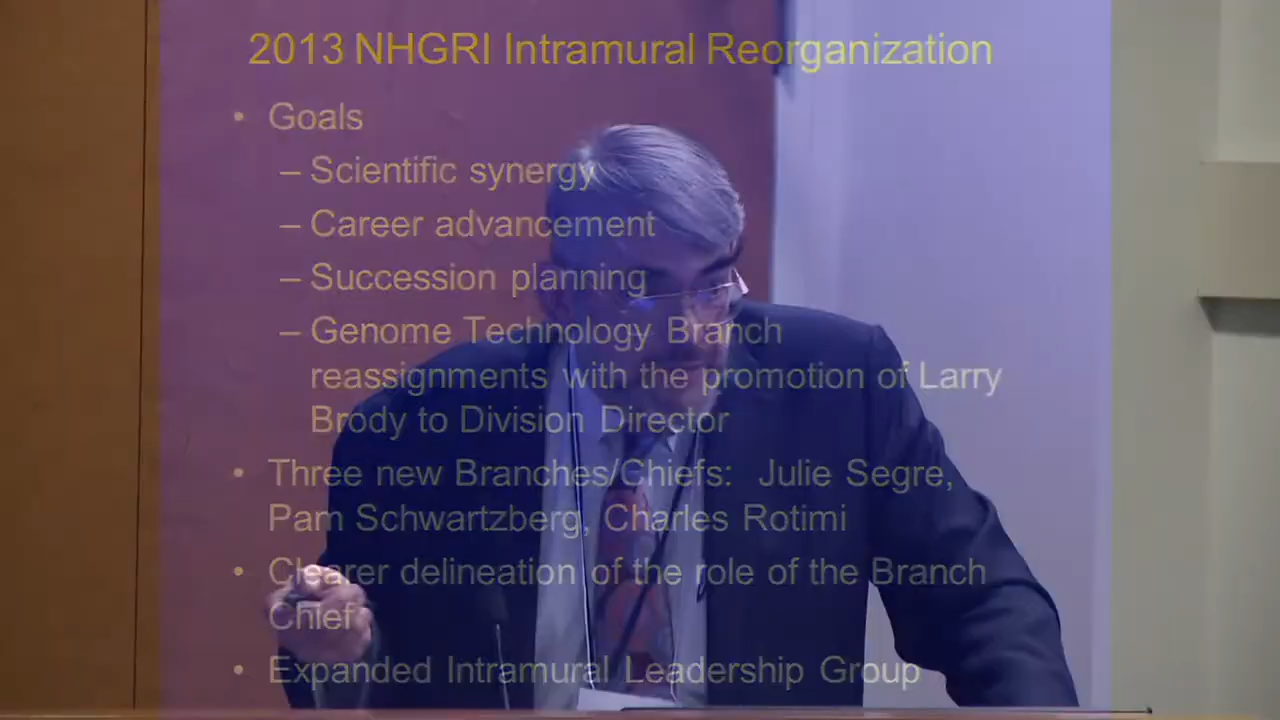 2013 NHGRI Intramural Reorganization
• Goals
– Scientific synergy
– Career advancement
– Succession planning
– Genome Technology Branch
reassignments with the promotion of Larry
Brody to Division Director
• Three new Branches/Chiefs: Julie Segre,
Pam Schwartzberg, Charles Rotimi
• Clearer delineation of the role of the Branch
Chief
• Expanded Intramural Leadership Group